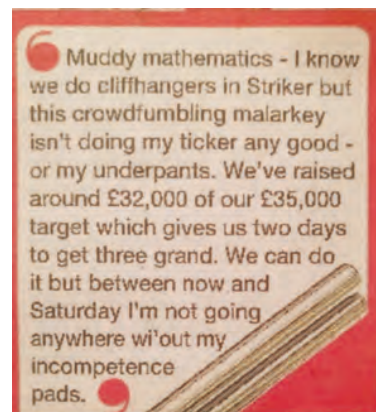 Muddy mathematics - I know
we do cliffhangers in Striker but
this crowdfumbling malarkey
isn't doing my ticker any good -
or my underpants. We've raised
around £32,000 of our £35,000
target which gives us two days
to get three grand. We can do
it but between now and
Saturday I'm not going
anywhere wi'out my
incompetence
pads.